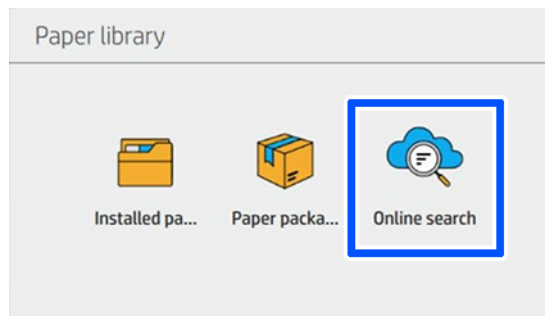 Paper library
Installed pa...
Paper packa...
Online search